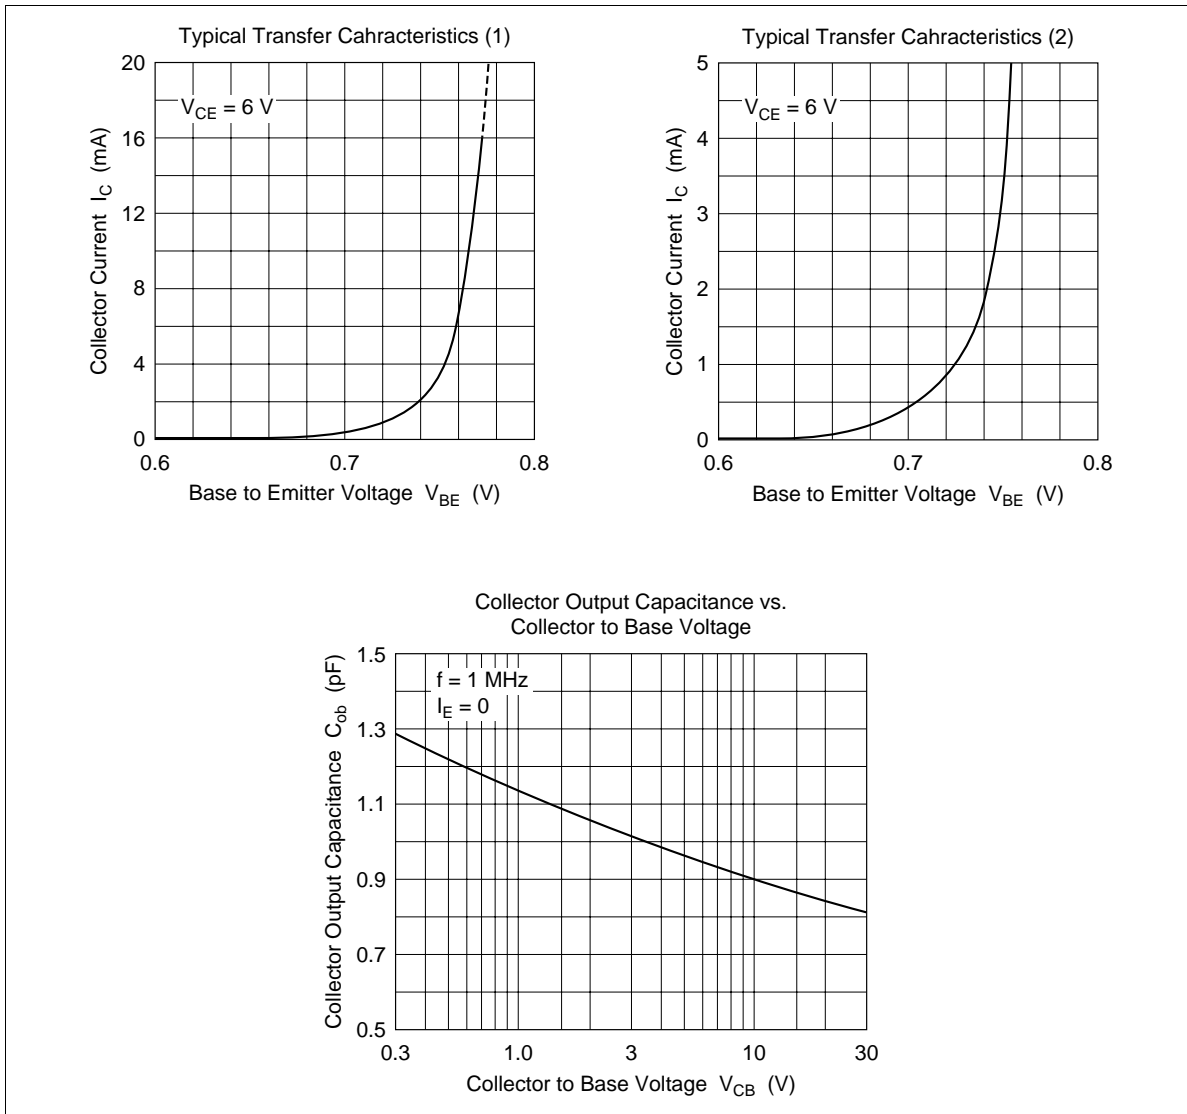 Typical Transfer Cahracteristics (1)
20
16
12
8
4
0
Collector Current I_C (mA)
V_CE = 6 V
0.6
0.7
0.8
Base to Emitter Voltage V_BE (V)
Typical Transfer Cahracteristics (2)
5
4
3
2
1
0
Collector Current I_C (mA)
V_CE = 6 V
0.6
0.7
0.8
Base to Emitter Voltage V_BE (V)
Collector Output Capacitance vs.
Collector to Base Voltage
1.5
1.3
1.1
0.9
0.7
0.5
Collector Output Capacitance C_ob (pF)
f = 1 MHz
I_E = 0
0.3
1.0
3
10
30
Collector to Base Voltage V_CB (V)